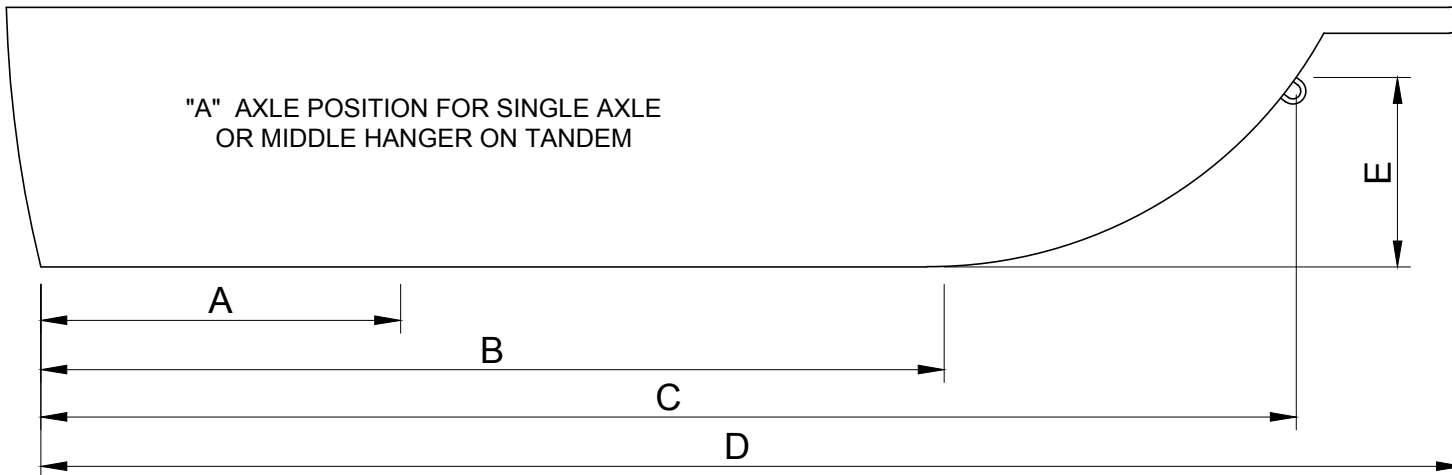 "A"  AXLE POSITION FOR SINGLE AXLE
OR MIDDLE HANGER ON TANDEM
E
A
B
C
D